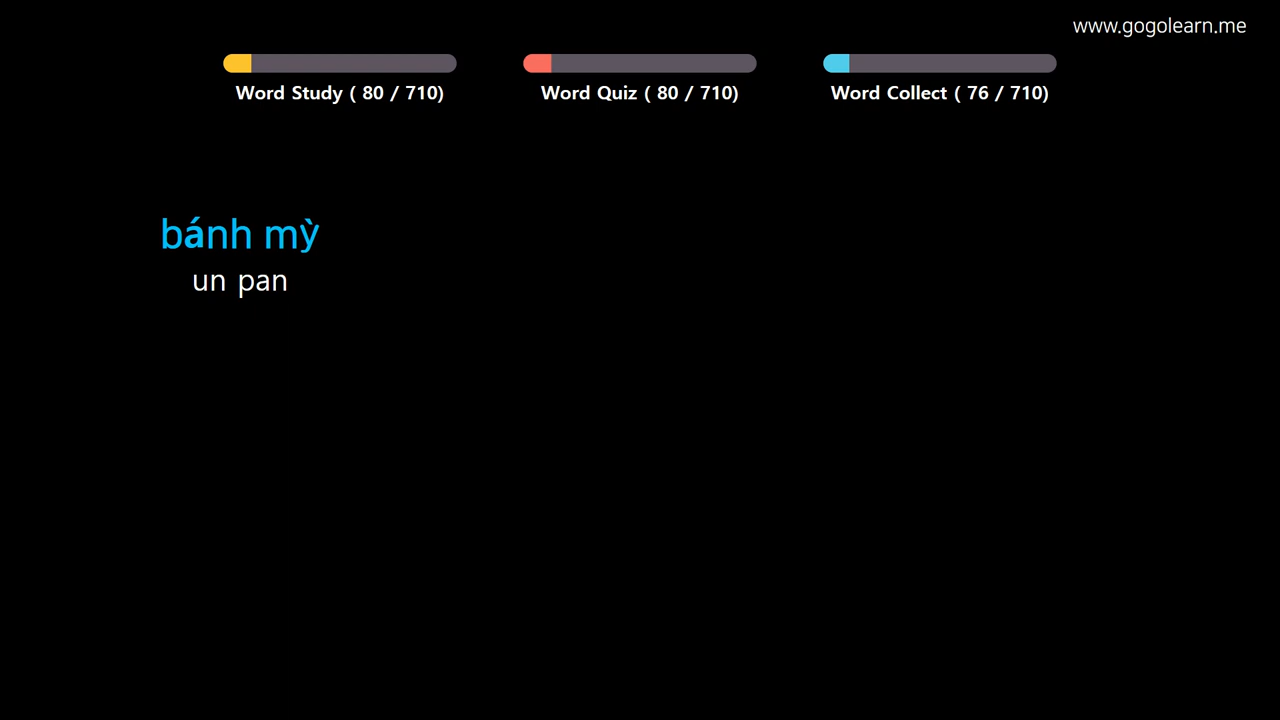 www.gogolearn.me
Word Study ( 80 / 710)
Word Quiz ( 80 / 710)
Word Collect ( 76 / 710)
bánh mỳ
un pan